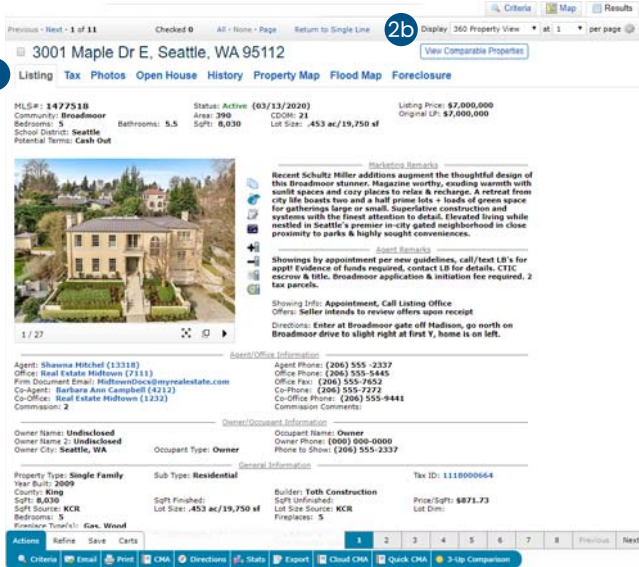 Criteria Map Results
Previous · Next · 1 of 11 Checked 0 All · None · Page Return to Single Line 2b Display 360 Property View at 1 per page
3001 Maple Dr E, Seattle, WA 95112 View Comparable Properties
Listing Tax Photos Open House History Property Map Flood Map Foreclosure
MLS#: 1477518 Status: Active (03/13/2020) Listing Price: $7,000,000
Community: Broadmoor Area: 390 Original LP: $7,000,000
Bedrooms: 5 Bathrooms: 5.5 CDOM: 21
School District: Seattle SqFt: 8,030 Lot Size: .453 ac/19,750 sf
Potential Terms: Cash Out
Marketing Remarks
Recent Schultz Miller additions augment the thoughtful design of
this Broadmoor stunner. Magazine worthy, exuding warmth with
sunlit spaces and cozy places to relax & recharge. A retreat from
city life boasts two and a half prime lots + loads of green space
for gatherings large or small. Superlative construction and
systems with the finest attention to detail. Elevated living while
nestled in Seattle's premier in-city gated neighborhood in close
proximity to parks & highly sought conveniences.
Agent Remarks
Showings by appointment per new guidelines, call/text LB's for
appt! Evidence of funds required, contact LB for details. CTIC
escrow & title. Broadmoor application & initiation fee required. 2
tax parcels.
Showing Info: Appointment, Call Listing Office
Offers: Seller intends to review offers upon receipt
Directions: Enter at Broadmoor gate off Madison, go north on
Broadmoor drive to slight right at first Y, home is on left.
1 / 27
Agent/Office Information
Agent: Shawna Mitchel (13318) Agent Phone: (206) 555 -2337
Office: Real Estate Midtown (7111) Office Phone: (206) 555-5445
Firm Document Email: MidtownDocs@myrealestate.com Office Fax: (206) 555-7652
Co-Agent: Barbara Ann Campbell (4212) Co-Phone: (206) 555-7272
Co-Office: Real Estate Midtown (1232) Co-Office Phone: (206) 555-9441
Commission: 2 Commission Comments:
Owner/Occupant Information
Owner Name: Undisclosed Occupant Name: Owner
Owner Name 2: Undisclosed Owner Phone: (000) 000-0000
Owner City: Seattle, WA Occupant Type: Owner Phone to Show: (206) 555-2337
General Information
Property Type: Single Family Sub Type: Residential Tax ID: 1118000664
Year Built: 2009
County: King Builder: Toth Construction
SqFt: 8,030 SqFt Finished: SqFt Unfinished: Price/SqFt: $871.73
SqFt Source: KCR Lot Size: .453 ac/19,750 sf Lot Size Source: KCR Lot Dim:
Bedrooms: 5 Fireplaces: 5
Fireplace Type(s): Gas, Wood
Actions Refine Save Carts 1 2 3 4 5 6 7 8 Previous Next
Criteria Email Print CMA Directions Stats Export Cloud CMA Quick CMA 3-Up Comparison